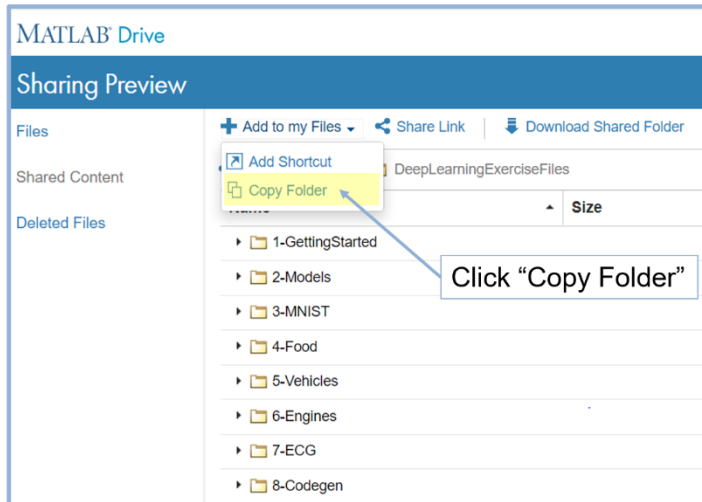 MATLAB Drive
Sharing Preview
Files
Shared Content
Deleted Files
Add to my Files Share Link Download Shared Folder
Add Shortcut
Copy Folder
DeepLearningExerciseFiles
Name Size
1-GettingStarted
2-Models
Click “Copy Folder”
3-MNIST
4-Food
5-Vehicles
6-Engines
7-ECG
8-Codegen